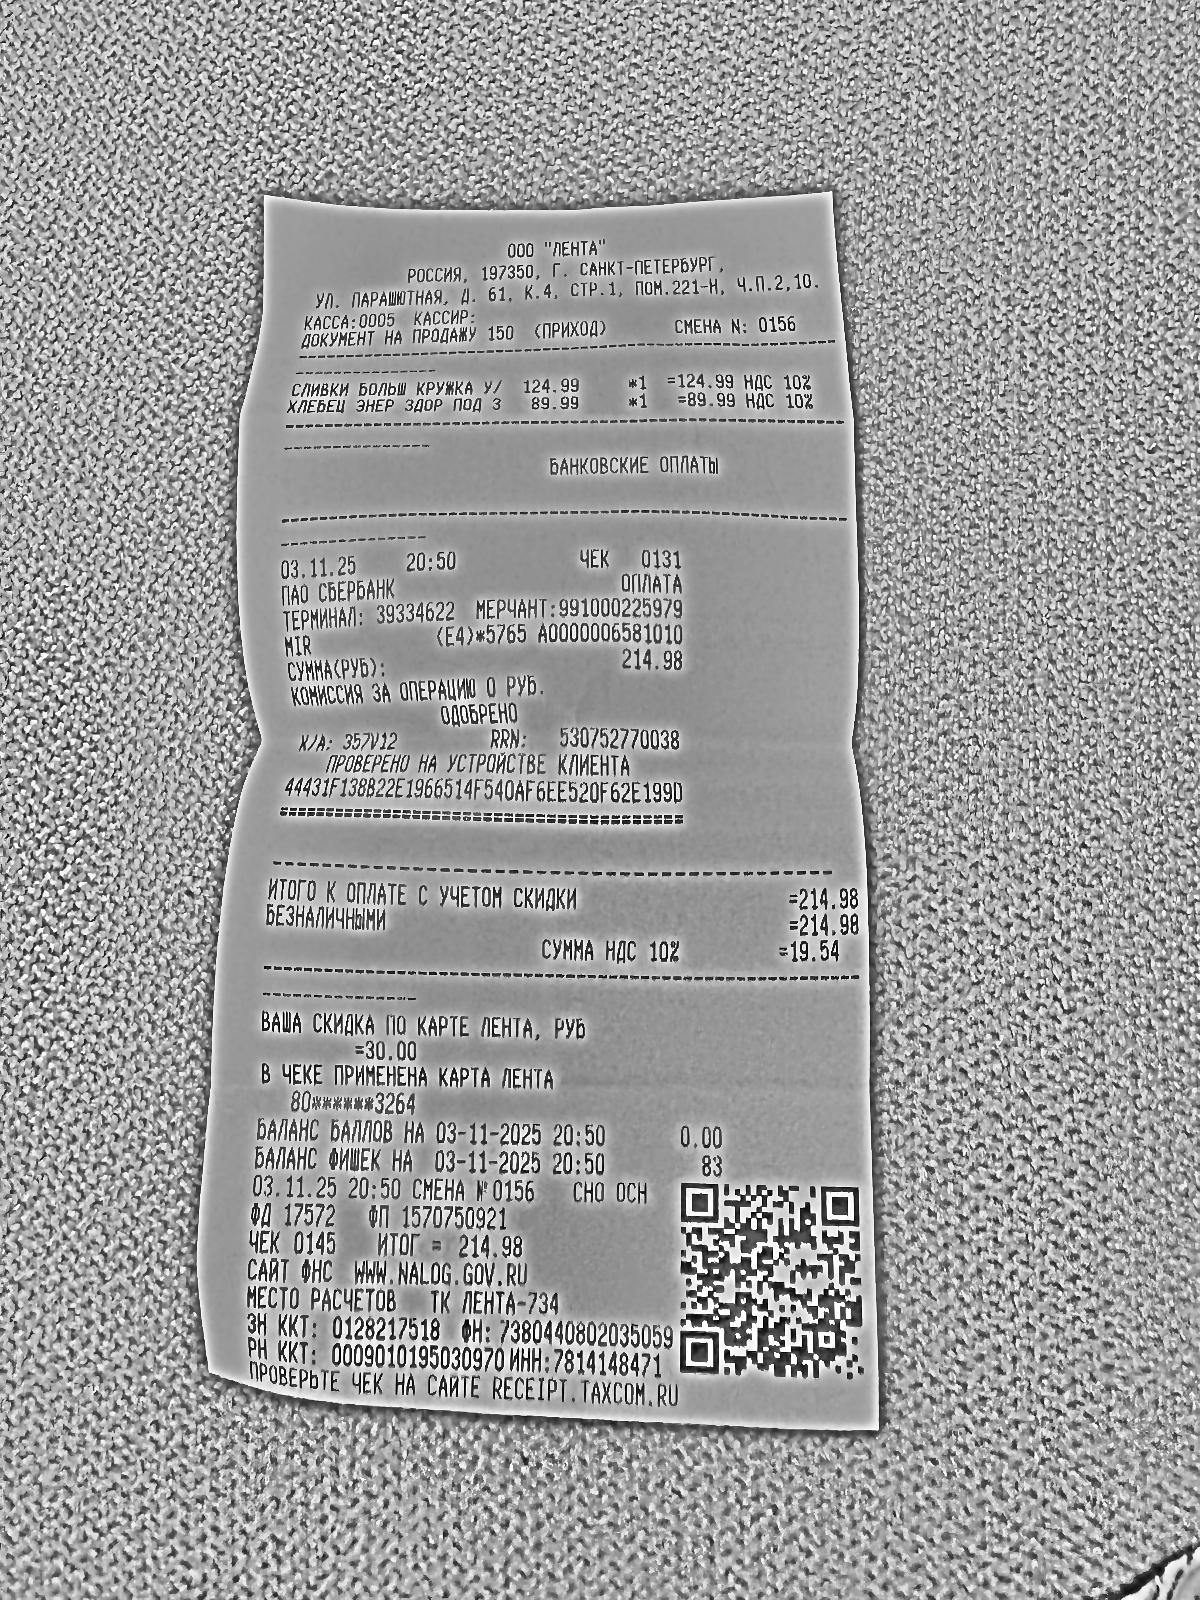 ООО "ЛЕНТА"
РОССИЯ, 197350, Г. САНКТ-ПЕТЕРБУРГ,
УЛ. ПАРАШЮТНАЯ, Д. 61, К.4, СТР.1, ПОМ.221-Н, Ч.П.2,10.
КАССА:0005 КАССИР:
ДОКУМЕНТ НА ПРОДАЖУ 150 (ПРИХОД) СМЕНА N: 0156
СЛИВКИ БОЛЬШ КРУЖКА У/ 124.99 *1 =124.99 НДС 10%
ХЛЕБЕЦ ЭНЕР ЗДОР ПОД З 89.99 *1 =89.99 НДС 10%
БАНКОВСКИЕ ОПЛАТЫ
03.11.25 20:50 ЧЕК 0131
ПАО СБЕРБАНК ОПЛАТА
ТЕРМИНАЛ: 39334622 МЕРЧАНТ:991000225979
MIR (E4)*5765 A0000006581010
СУММА(РУБ): 214.98
КОМИССИЯ ЗА ОПЕРАЦИЮ 0 РУБ.
ОДОБРЕНО
К/А: 357V12 RRN: 530752770038
ПРОВЕРЕНО НА УСТРОЙСТВЕ КЛИЕНТА
44431F138B22E1966514F540AF6EE520F62E199D
ИТОГО К ОПЛАТЕ С УЧЕТОМ СКИДКИ =214.98
БЕЗНАЛИЧНЫМИ =214.98
СУММА НДС 10% =19.54
ВАША СКИДКА ПО КАРТЕ ЛЕНТА, РУБ
=30.00
В ЧЕКЕ ПРИМЕНЕНА КАРТА ЛЕНТА
80******3264
БАЛАНС БАЛЛОВ НА 03-11-2025 20:50 0.00
БАЛАНС ФИШЕК НА 03-11-2025 20:50 83
03.11.25 20:50 СМЕНА №0156 СНО ОСН
ФД 17572 ФП 1570750921
ЧЕК 0145 ИТОГ = 214.98
САЙТ ФНС WWW.NALOG.GOV.RU
МЕСТО РАСЧЕТОВ ТК ЛЕНТА-734
ЗН ККТ: 0128217518 ФН: 7380440802035059
РН ККТ: 0009010195030970 ИНН:7814148471
ПРОВЕРЬТЕ ЧЕК НА САЙТЕ RECEIPT.TAXCOM.RU